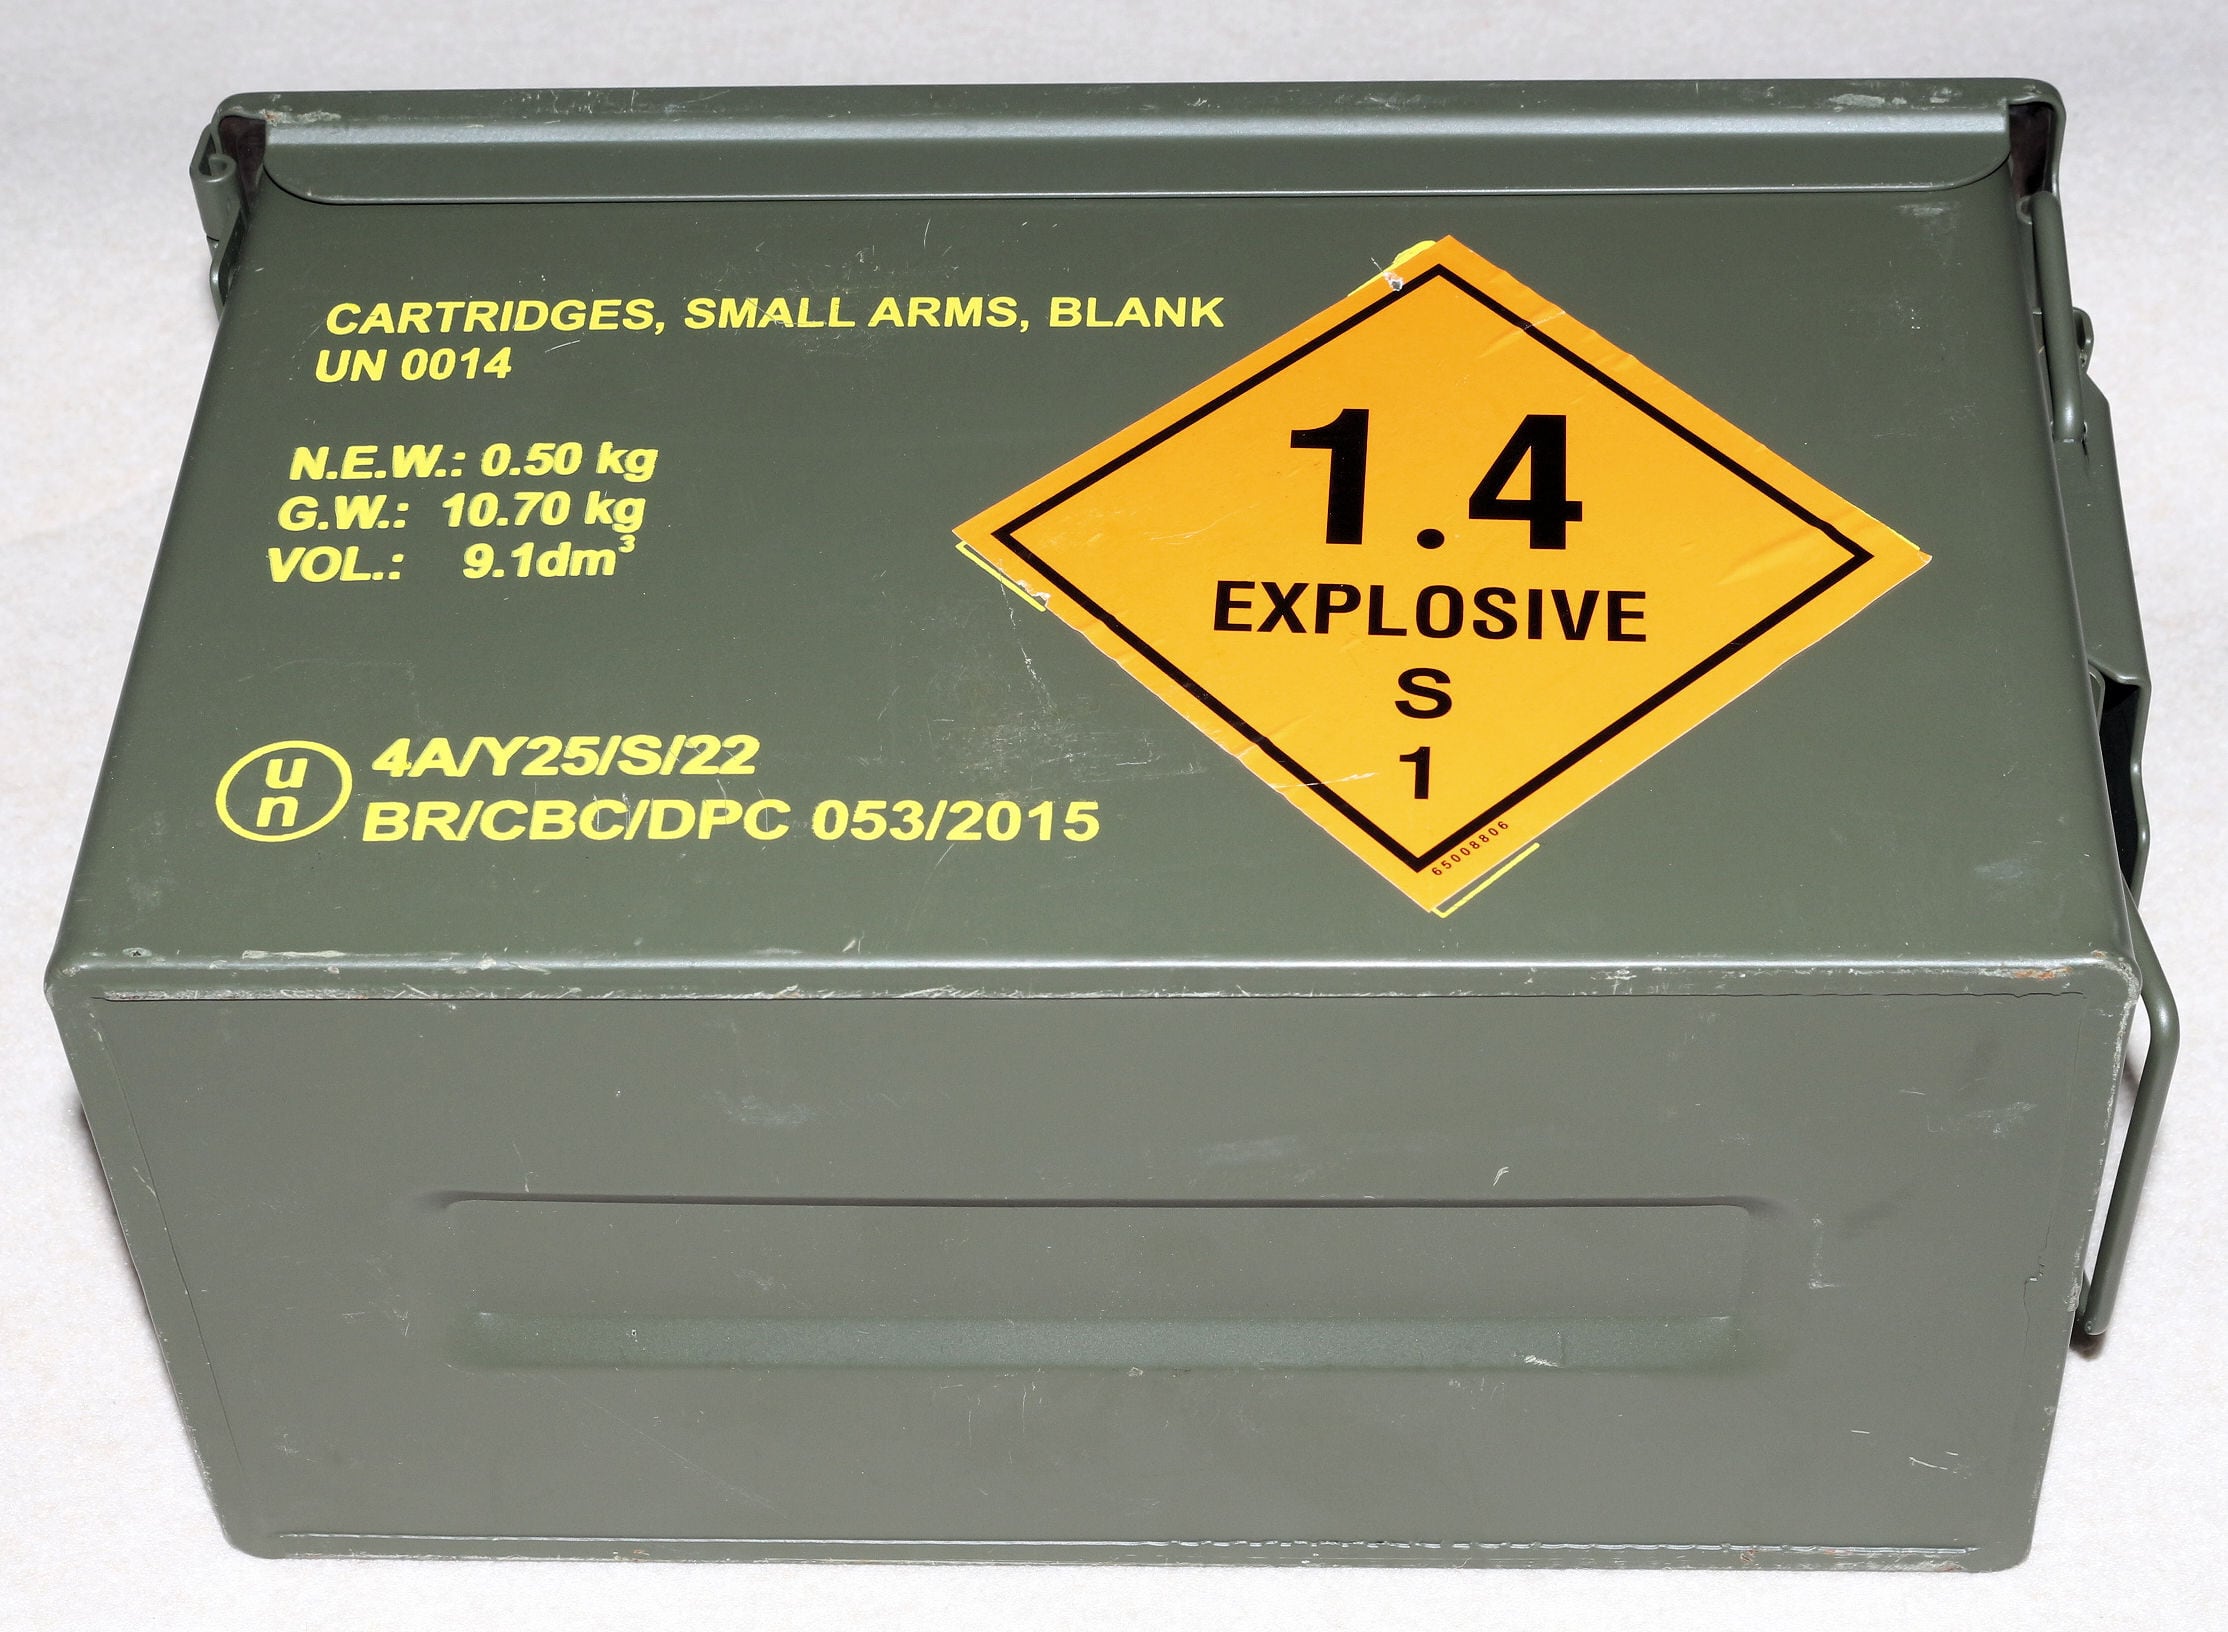 CARTRIDGES, SMALL ARMS, BLANK
UN 0014
N.E.W.: 0.50 kg
G.W.: 10.70 kg
VOL.: 9.1dm³
u
n
4A/Y25/S/22
BR/CBC/DPC 053/2015
1.4
EXPLOSIVE
S
1
65008806